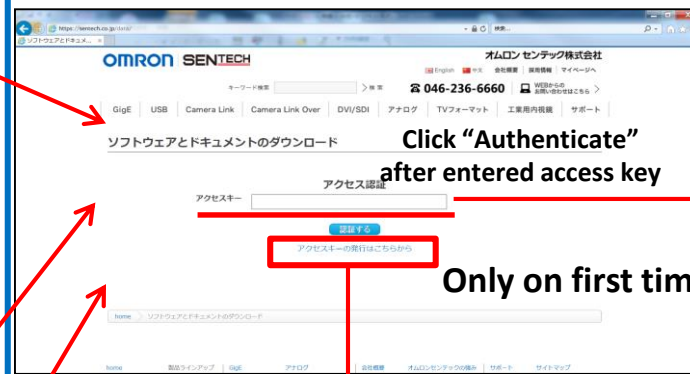 https://sentech.co.jp/data/
検索...
ソフトウェアとドキュメ...
OMRON SENTECH
オムロン センテック株式会社
English 中文 会社概要 採用情報 マイページへ
キーワード検索 > 検索
046-236-6660
WEBからの
お問い合わせはこちら >
GigE USB Camera Link Camera Link Over DVI/SDI アナログ TVフォーマット 工業用内視鏡 サポート
ソフトウェアとドキュメントのダウンロード
Click “Authenticate”
after entered access key
アクセス認証
アクセスキー
認証する
アクセスキーの発行はこちらから
Only on first tim
home ソフトウェアとドキュメントのダウンロード
home 製品ラインアップ GigE アナログ 会社概要 オムロンセンテックの強み サポート サイトマップ